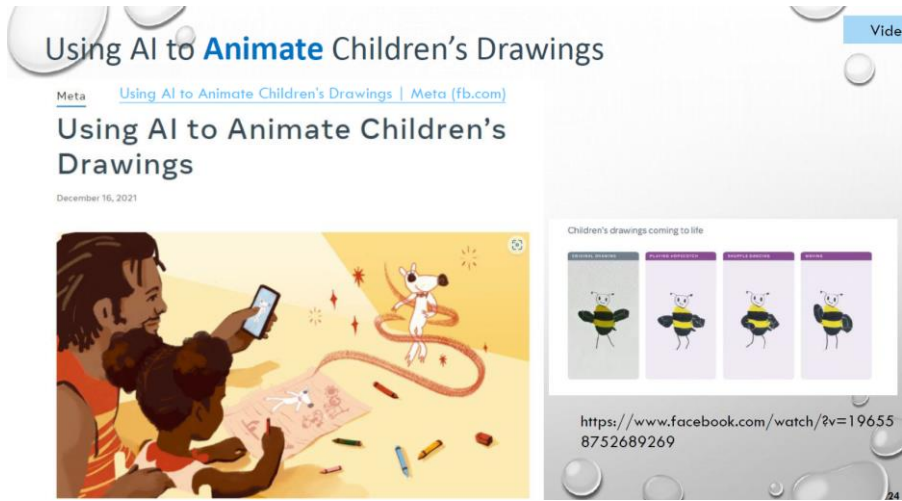 Using AI to Animate Children's Drawings
Vide
Meta
Using AI to Animate Children's Drawings | Meta (fb.com)
Using AI to Animate Children's
Drawings
December 16, 2021
Children's drawings coming to life
ORIGINAL DRAWING
PLAYING HOPSCOTCH
SHUFFLE DANCING
BOXING
https://www.facebook.com/watch/?v=19655
8752689269
24